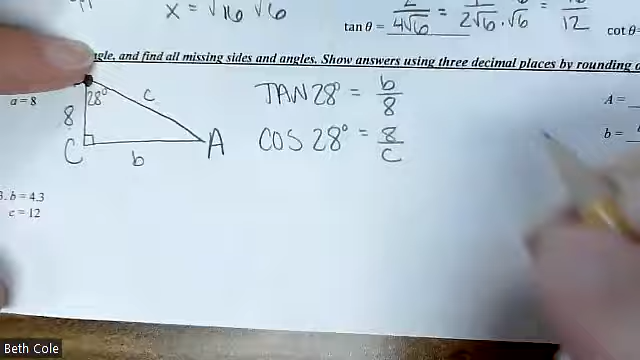 x = √16 √6
tan θ = 2/4√6 = 1/2√6 · √6 = /12
cot θ=
ngle, and find all missing sides and angles. Show answers using three decimal places by rounding
a = 8
28°
c
8
C
b
A
TAN 28° = b/8
COS 28° = 8/c
A =
b =
3. b = 4.3
c = 12
Beth Cole